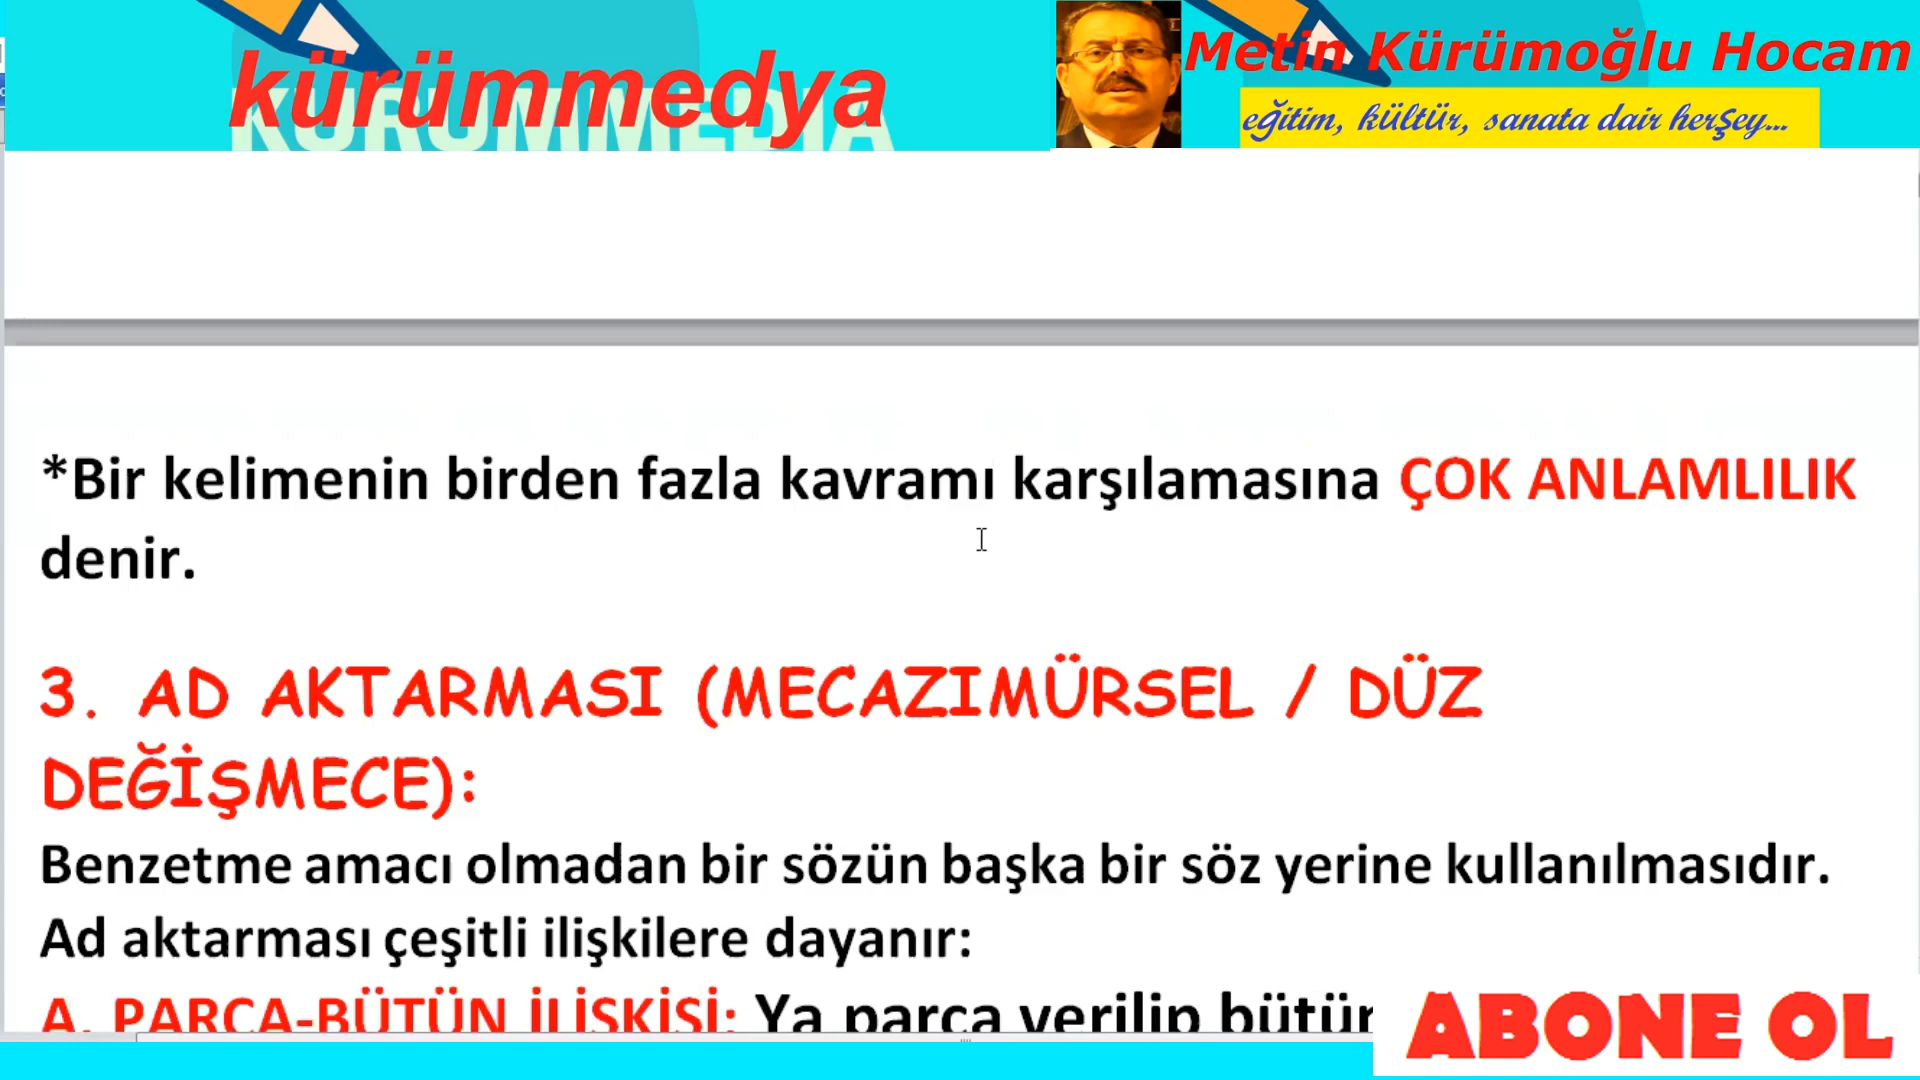 kürümmedya
KÜRÜMMEDIA
Metin Kürümoğlu Hocam
eğitim, kültür, sanata dair herşey...
*Bir kelimenin birden fazla kavramı karşılamasına ÇOK ANLAMLILIK
denir.
3. AD AKTARMASI (MECAZIMÜRSEL / DÜZ
DEĞİŞMECE):
Benzetme amacı olmadan bir sözün başka bir söz yerine kullanılmasıdır.
Ad aktarması çeşitli ilişkilere dayanır:
A. PARÇA-BÜTÜN İLİŞKİSİ: Ya parça verilip bütün
ABONE OL